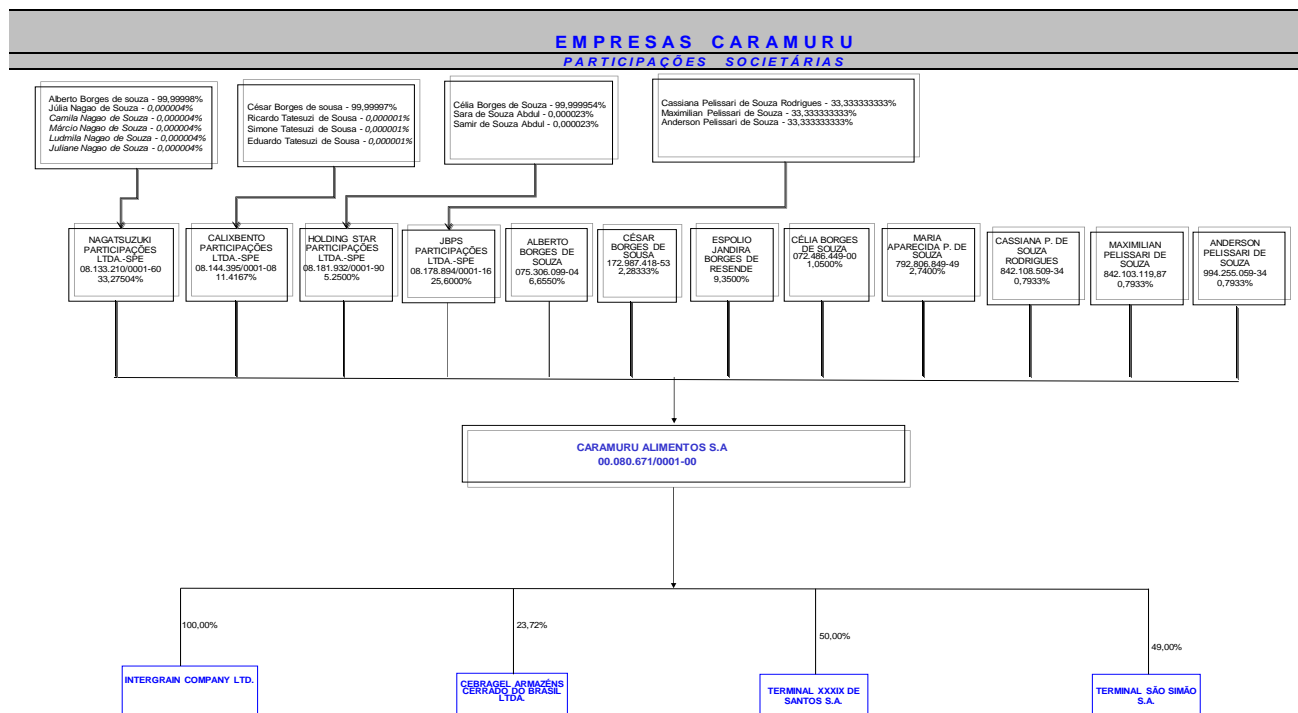 EMPRESAS CARAMURU
PARTICIPAÇÕES SOCIETÁRIAS
Alberto Borges de souza - 99,99998%
Júlia Nagao de Souza - 0,000004%
Camila Nagao de Souza - 0,000004%
Márcio Nagao de Souza - 0,000004%
Ludmila Nagao de Souza - 0,000004%
Juliane Nagao de Souza - 0,000004%
César Borges de sousa - 99,99997%
Ricardo Tatesuzi de Sousa - 0,000001%
Simone Tatesuzi de Sousa - 0,000001%
Eduardo Tatesuzi de Sousa - 0,000001%
Célia Borges de Souza - 99,999954%
Sara de Souza Abdul - 0,000023%
Samir de Souza Abdul - 0,000023%
Cassiana Pelissari de Souza Rodrigues - 33,333333333%
Maximilian Pelissari de Souza - 33,333333333%
Anderson Pelissari de Souza - 33,333333333%
NAGATSUZUKI
PARTICIPAÇÕES
LTDA.-SPE
08.133.210/0001-60
33,27504%
CALIXBENTO
PARTICIPAÇÕES
LTDA.-SPE
08.144.395/0001-08
11.4167%
HOLDING STAR
PARTICIPAÇÕES
LTDA.-SPE
08.181.932/0001-90
5.2500%
JBPS
PARTICIPAÇÕES
LTDA.-SPE
08.178.894/0001-16
25,6000%
ALBERTO
BORGES DE
SOUZA
075.306.099-04
6,6550%
CÉSAR
BORGES DE
SOUSA
172.987.418-53
2,28333%
ESPOLIO
JANDIRA
BORGES DE
RESENDE
9,3500%
CÉLIA BORGES
DE SOUZA
072.486.449-00
1,0500%
MARIA
APARECIDA P. DE
SOUZA
792.806.849-49
2,7400%
CASSIANA P. DE
SOUZA
RODRIGUES
842.108.509-34
0,7933%
MAXIMILIAN
PELISSARI DE
SOUZA
842.103.119,87
0,7933%
ANDERSON
PELISSARI DE
SOUZA
994.255.059-34
0,7933%
CARAMURU ALIMENTOS S.A
00.080.671/0001-00
100,00%
23,72%
50,00%
49,00%
INTERGRAIN COMPANY LTD.
CEBRAGEL ARMAZÉNS
CERRADO DO BRASIL
LTDA.
TERMINAL XXXIX DE
SANTOS S.A.
TERMINAL SÃO SIMÃO
S.A.